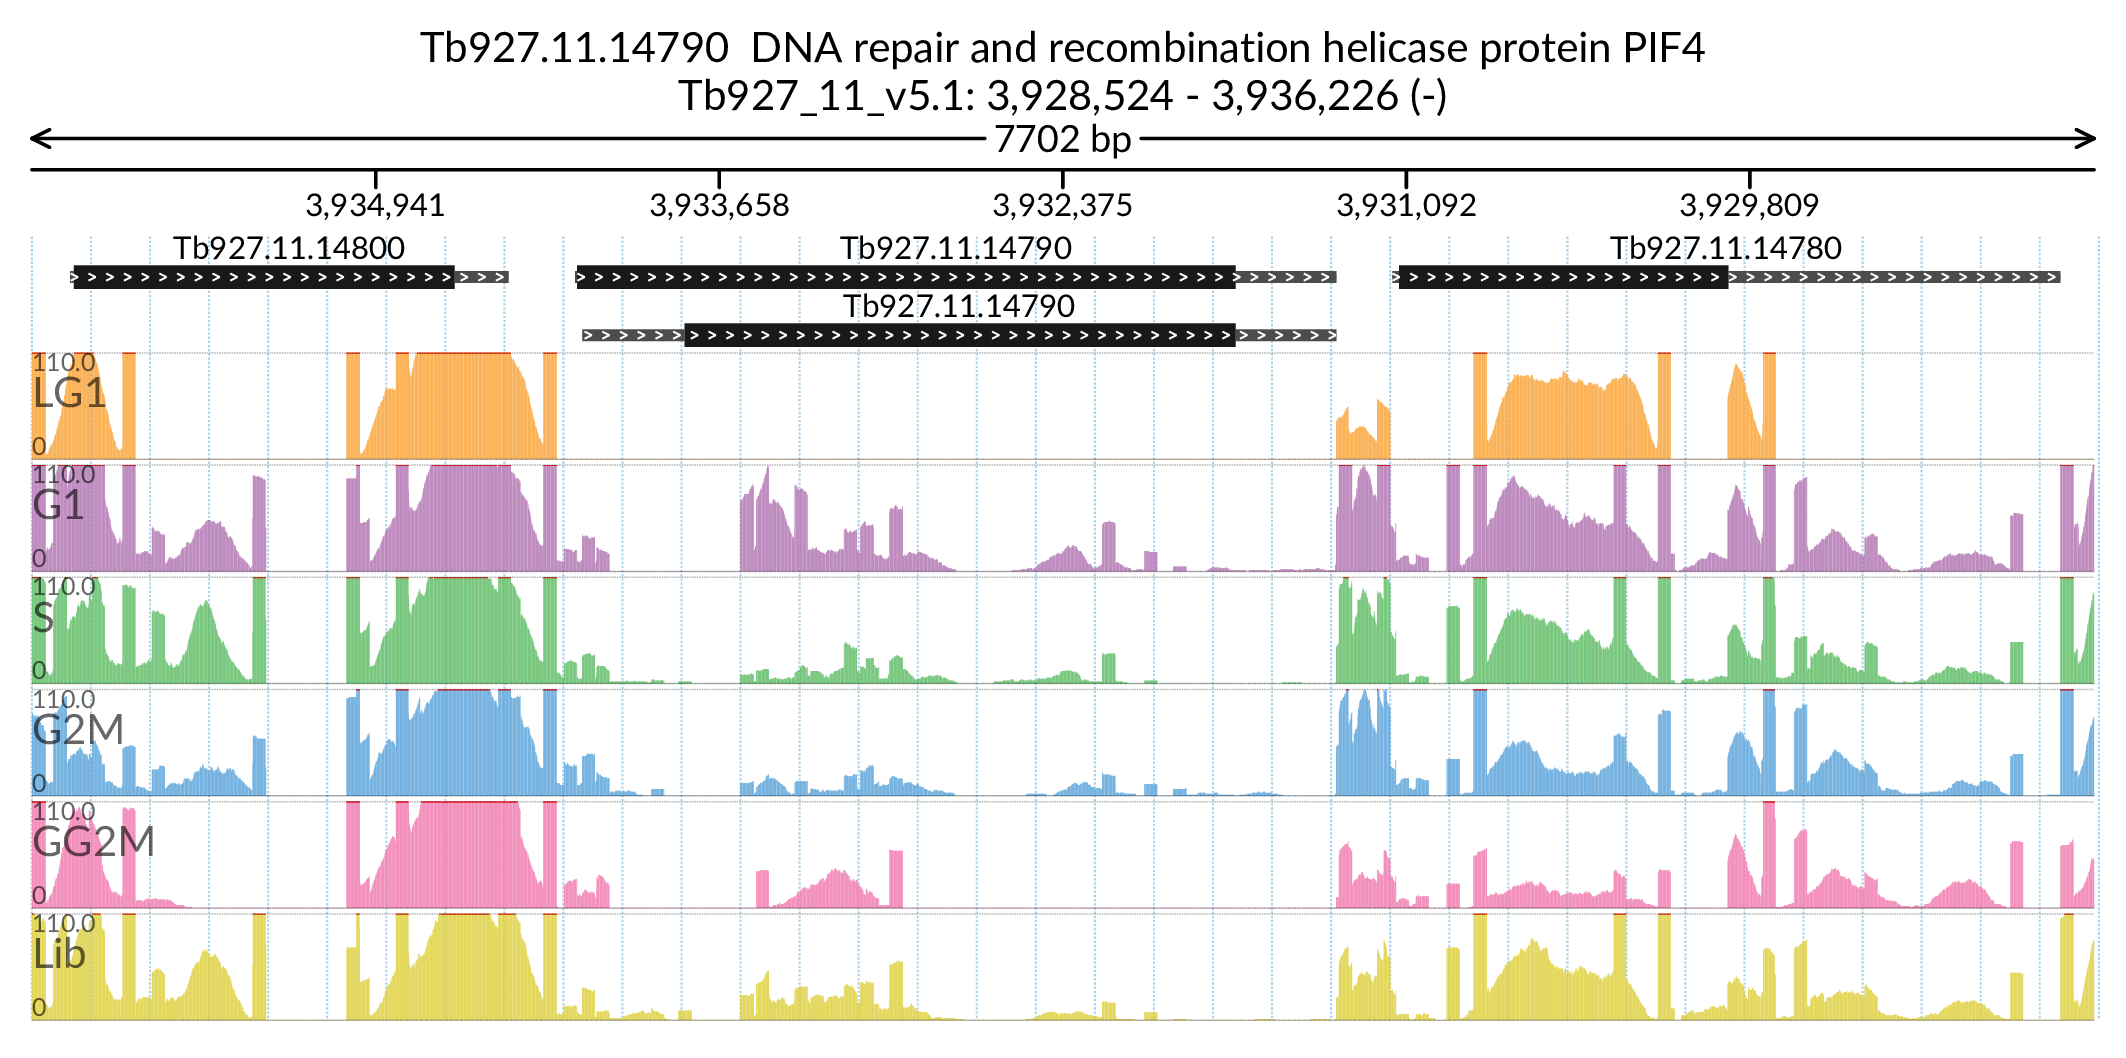 Tb927.11.14790  DNA repair and recombination helicase protein PIF4
Tb927_11_v5.1: 3,928,524 - 3,936,226 (-)
7702 bp
3,934,941 3,933,658 3,932,375 3,931,092 3,929,809
Tb927.11.14800 Tb927.11.14790 Tb927.11.14780
Tb927.11.14790
110.0
LG1
0
110.0
G1
0
110.0
S
0
110.0
G2M
0
110.0
GG2M
0
110.0
Lib
0